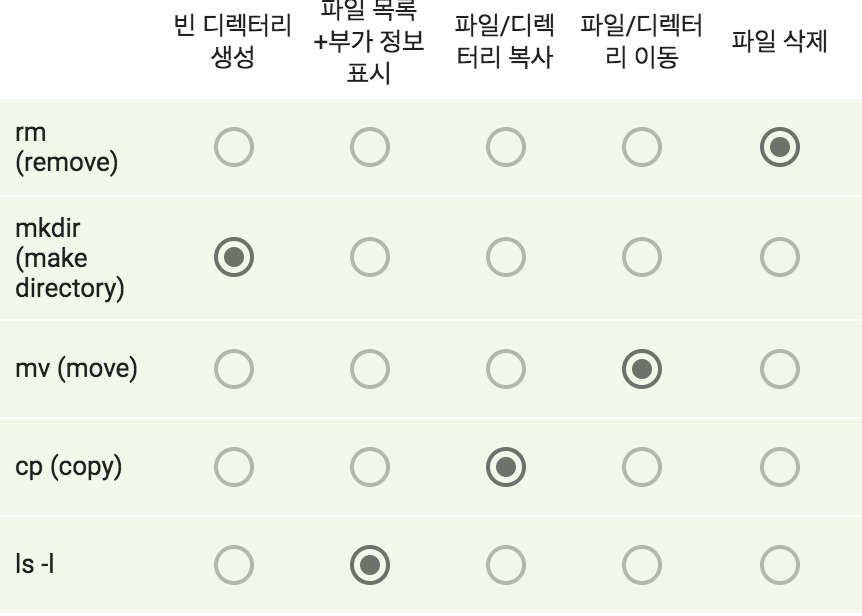 빈 디렉터리
생성
파일 목록
+부가 정보
표시
파일/디렉
터리 복사
파일/디렉터
리 이동
파일 삭제
rm
(remove)
mkdir
(make
directory)
mv (move)
cp (copy)
ls -l